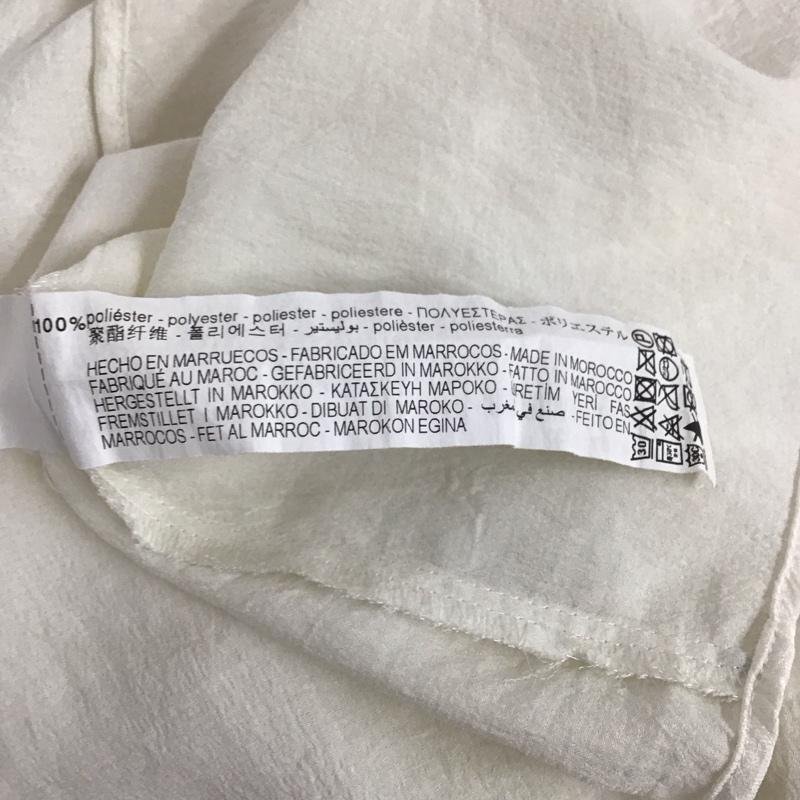 100% poliéster - polyester - poliester - poliestere - ΠΟΛΥΕΣΤΕΡΑΣ - ポリエステル
聚酯纤维 - 폴리에스터 - بوليستير - polièster - poliesterra
HECHO EN MARRUECOS - FABRICADO EM MARROCOS - MADE IN MOROCCO
FABRIQUÉ AU MAROC - GEFABRICEERD IN MAROKKO - FATTO IN MAROCCO
HERGESTELLT IN MAROKKO - ΚΑΤΑΣΚΕΥΗ ΜΑΡΟΚΟ - ÜRETİM YERİ FAS
FREMSTILLET I MAROKKO - DIBUAT DI MAROKO - صنع في مغرب - FEITO EN
MARROCOS - FET AL MARROC - MAROKON EGINA